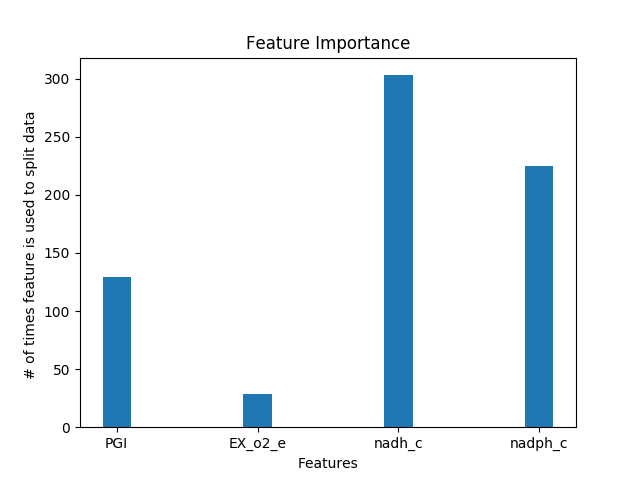 Feature Importance
# of times feature is used to split data
300
250
200
150
100
50
0
PGI EX_o2_e nadh_c nadph_c
Features